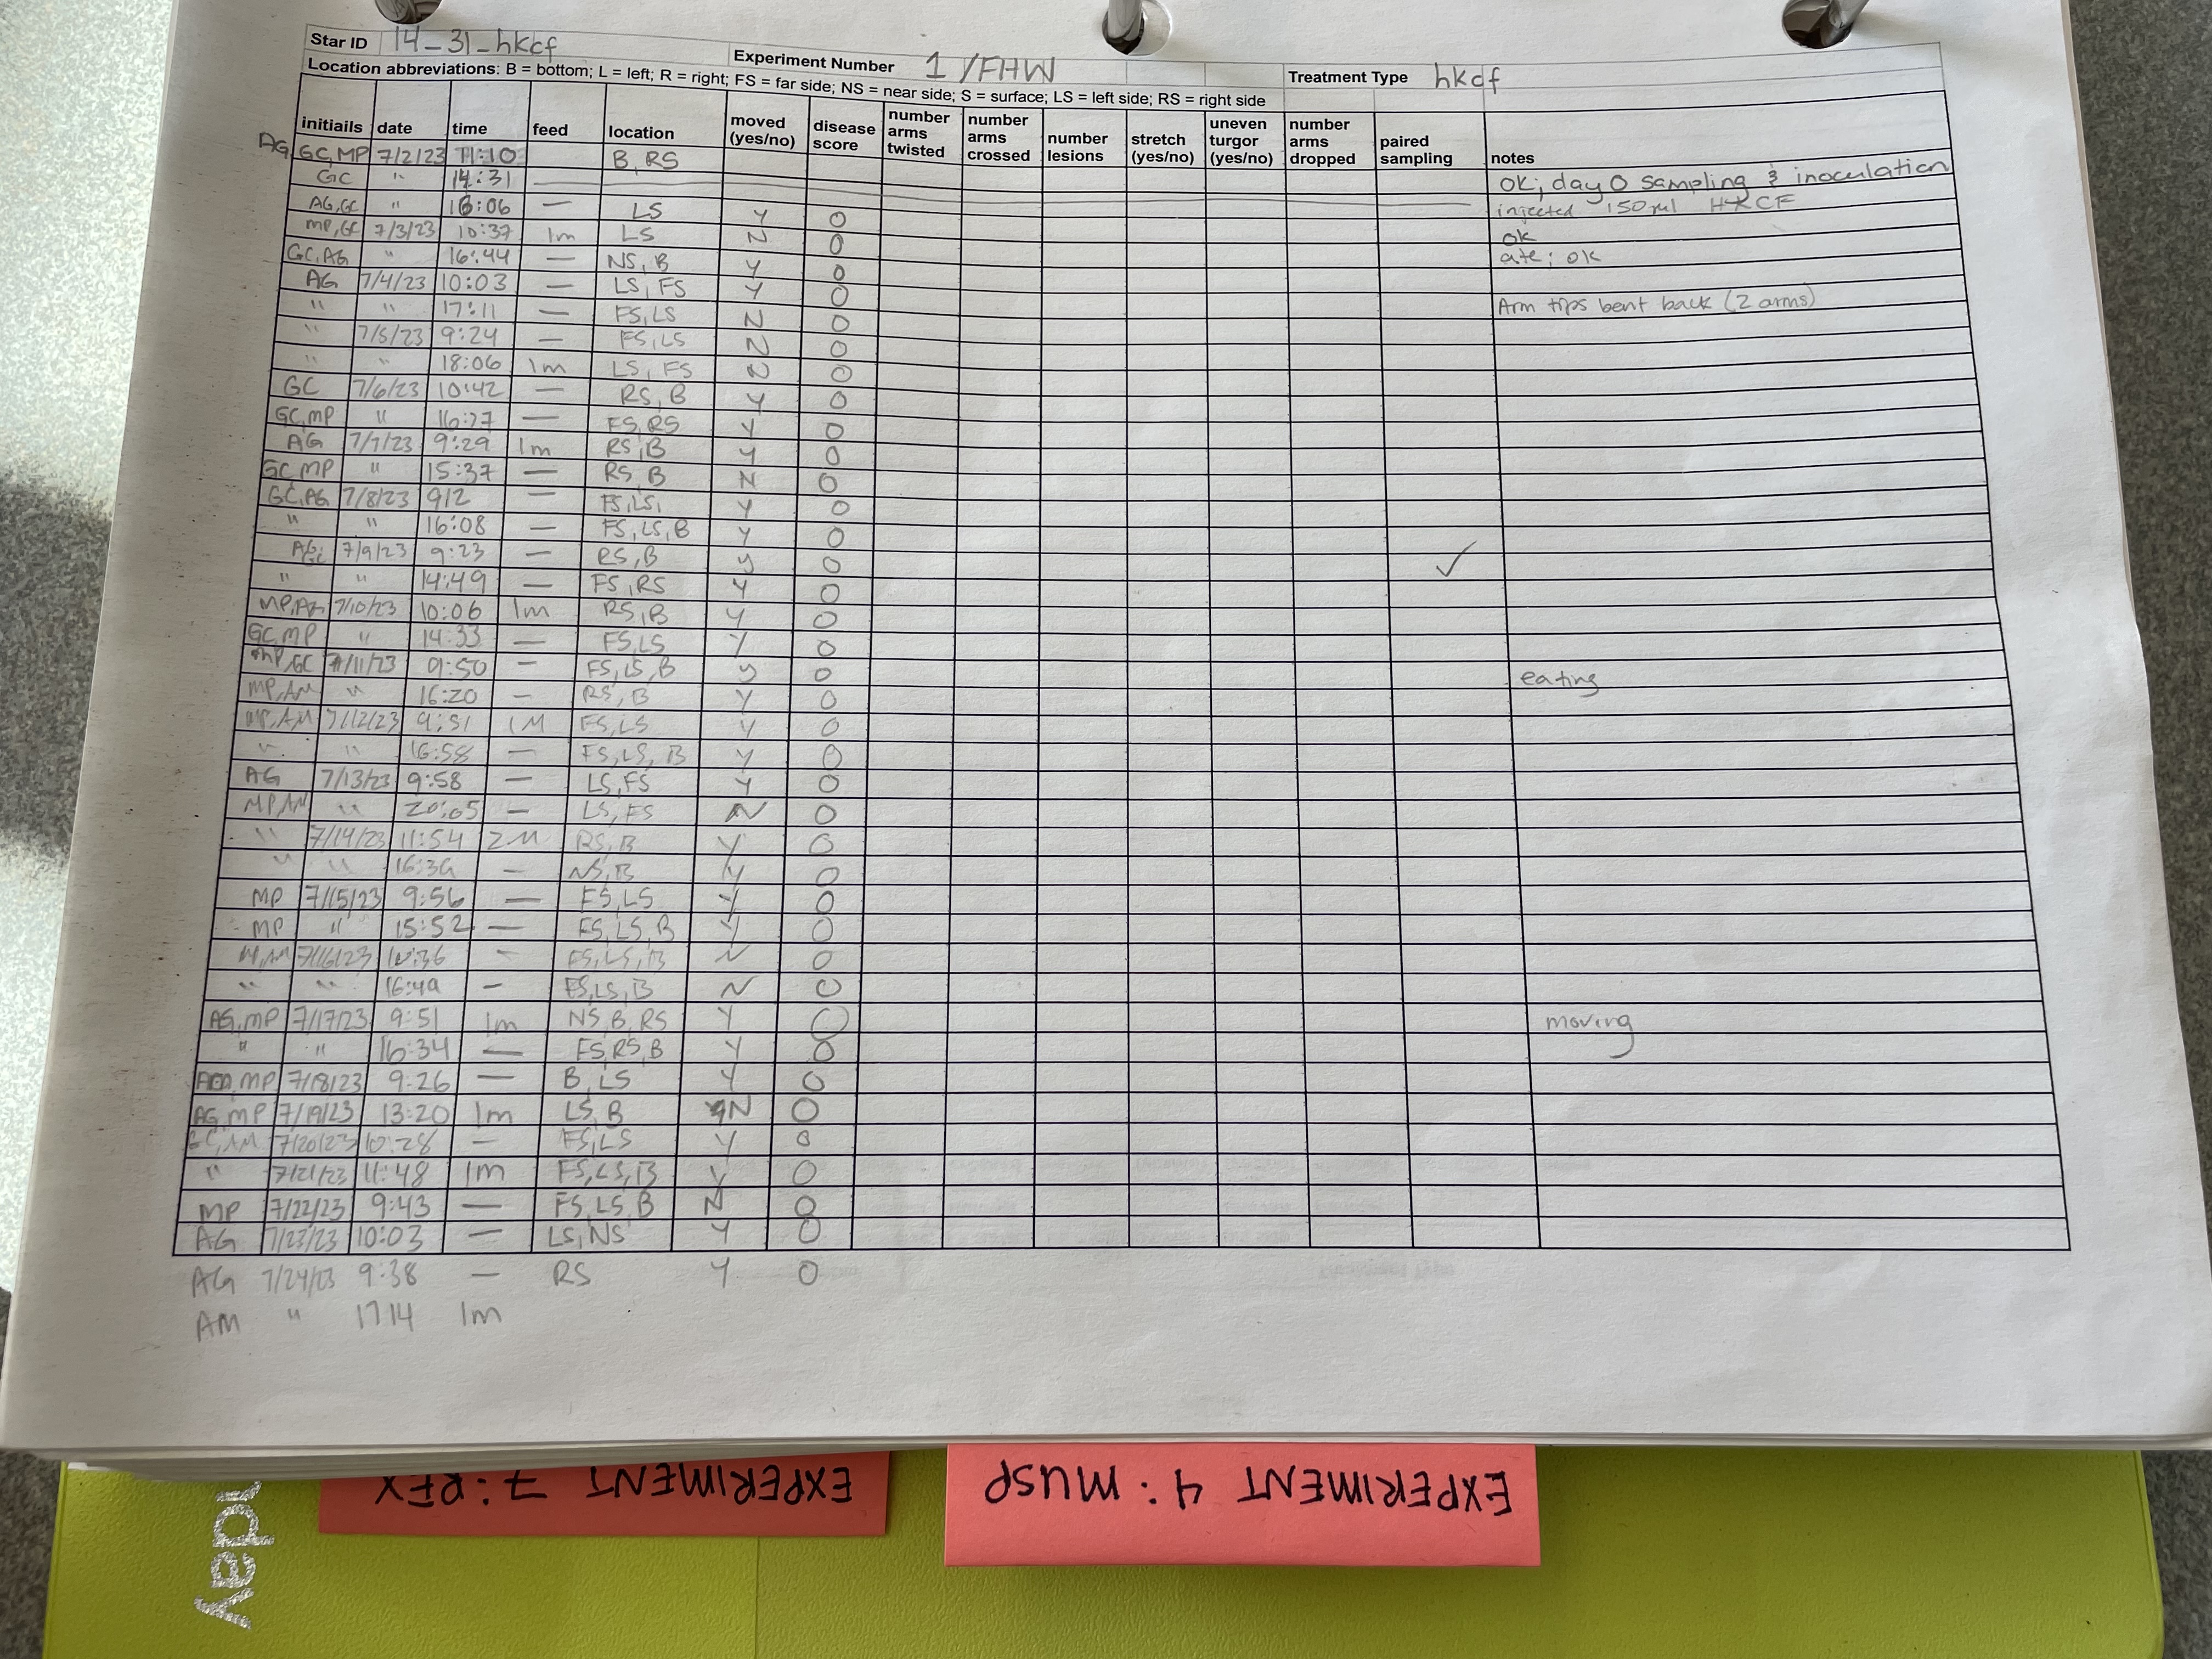 Star ID 14-31-hkcf Experiment Number 1/FHW Treatment Type hkcf
Location abbreviations: B = bottom; L = left; R = right; FS = far side; NS = near side; S = surface; LS = left side; RS = right side
initiails date time feed location moved (yes/no) disease score number arms twisted number arms crossed number lesions stretch (yes/no) uneven turgor (yes/no) number arms dropped paired sampling notes
AG, GC, MP 7/2/23 11:10 B, RS OK; day 0 sampling & inoculation
GC " 14:31 injected 150µl HKCF
AG, GC " 16:06 — LS Y 0 ok
MP, GC 7/3/23 10:37 1m LS N 0 ate; ok
GC, AG " 16:44 — NS, B Y 0
AG 7/4/23 10:03 — LS, FS Y 0 Arm tips bent back (2 arms)
" " 17:11 — FS, LS N 0
" 7/5/23 9:24 — FS, LS N 0
" " 18:06 1m LS, FS N 0
GC 7/6/23 10:42 — RS, B Y 0
GC, MP " 16:27 — FS, RS Y 0
AG 7/7/23 9:29 1m RS, B Y 0
GC, MP " 15:37 — RS, B N 0
GC, AG 7/8/23 912 — FS, LS, Y 0
" " 16:08 — FS, LS, B Y 0
AG, GC 7/9/23 9:23 — RS, B y 0 ✓
" " 14:49 — FS, RS Y 0
MP, AG 7/10/23 10:06 1m RS, B Y 0
GC, MP " 14:33 — FS, LS Y 0
MP, GC 7/11/23 9:50 — FS, LS, B y 0 eating
MP, AM " 16:20 — RS, B Y 0
MP, AM 7/12/23 9:51 1M FS, LS Y 0
" " 16:58 — FS, LS, B Y 0
AG 7/13/23 9:58 — LS, FS Y 0
MP, AM " 20:05 — LS, FS N 0
" 7/14/23 11:54 2M RS, B Y 0
" " 16:39 — NS, B Y 0
MP 7/15/23 9:56 — FS, LS Y 0
MP " 15:52 — FS, LS, B Y 0
MP, AM 7/16/23 — FS, LS, B N 0
" " 16:49 — FS, LS, B N 0
AG, MP 7/17/23 9:51 1m NS, B, RS Y 0 moving
" " 16:34 — FS, RS, B Y 0
MP 7/18/23 9:26 — B, LS Y 0
AG, MP 7/19/23 13:20 1m LS, B N 0
GC, AM 7/20/23 10:28 — FS, LS Y 0
" 7/21/23 11:48 1m FS, LS, B Y 0
MP 7/22/23 9:43 — FS, LS, B N 0
AG 7/23/23 10:03 — LS, NS Y 0
AG 7/24/23 9:38 — RS Y 0
AM " 1714 1m
EXPERIMENT 7: PFX
EXPERIMENT 4: MUSP
nday